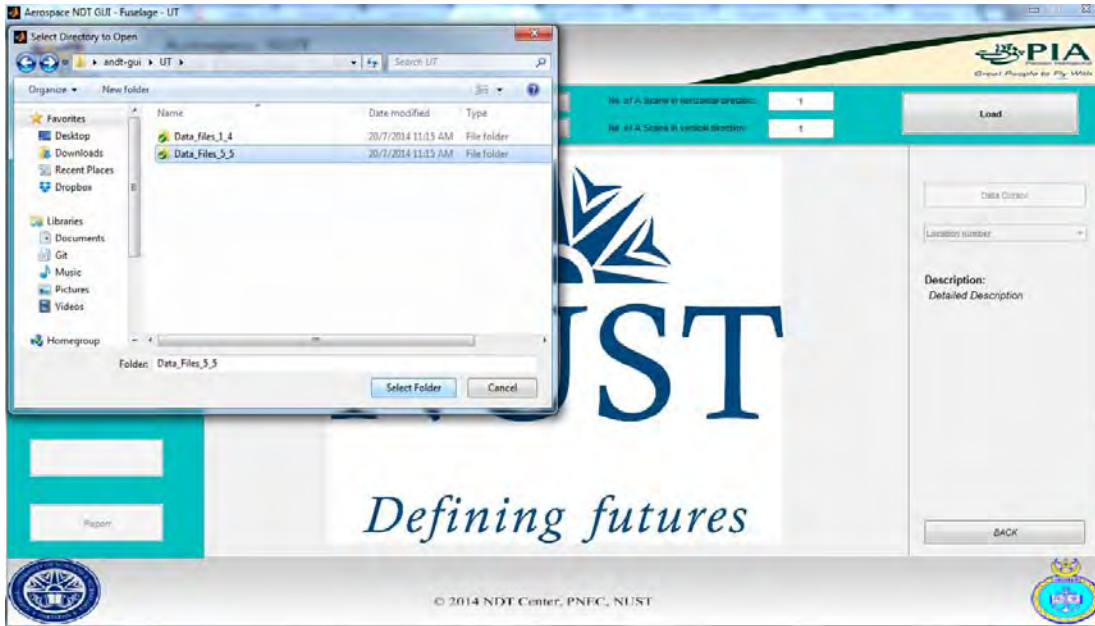 Aerospace NDT GUI - Fuselage - UT
Select Directory to Open
andt-gui ▸ UT ▸
Search UT
Organize
New folder
Name
Date modified
Type
Favorites
Desktop
Downloads
Recent Places
Dropbox
Libraries
Documents
Git
Music
Pictures
Videos
Homegroup
Data_files_1_4
20/7/2014 11:15 AM
File folder
Data_Files_5_5
20/7/2014 11:15 AM
File folder
Folder:
Data_Files_5_5
Select Folder
Cancel
No. of A Scans in horizontal direction:
1
No. of A Scans in vertical direction:
1
PIA
Great People to Fly With
Load
Data Cursor
Location number
Description:
Detailed Description
BACK
UST
Defining futures
Report
© 2014 NDT Center, PNEC, NUST